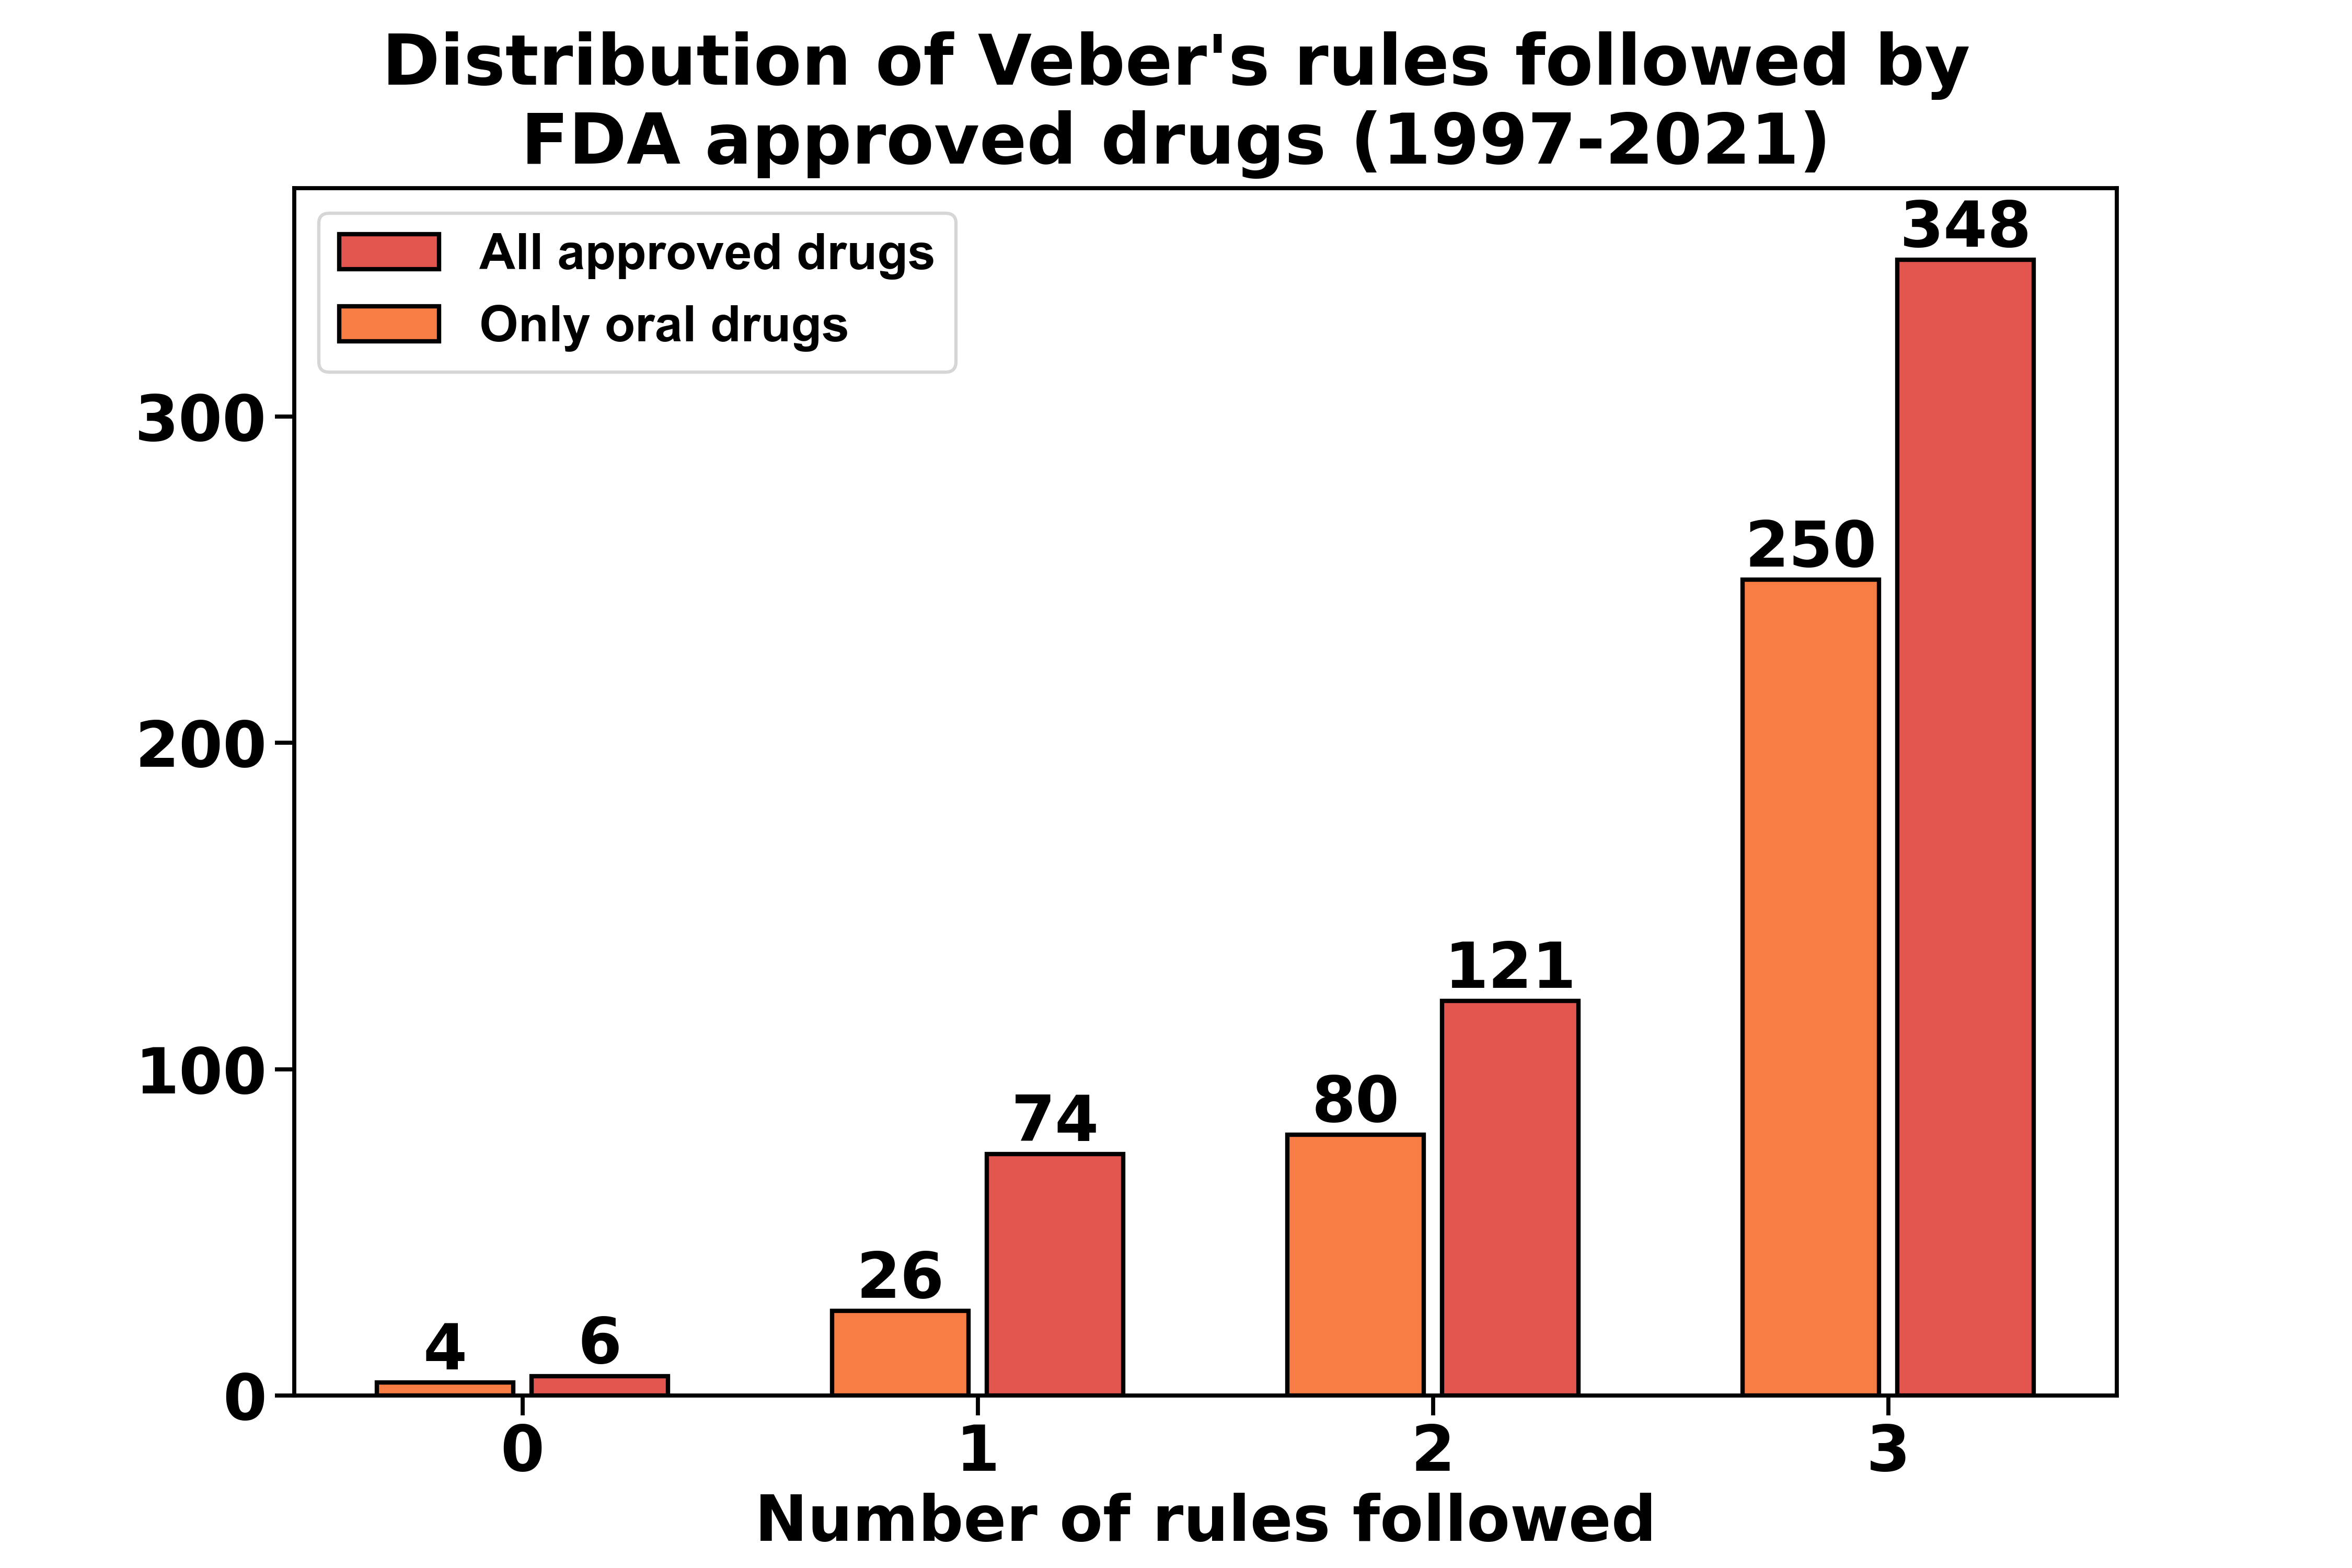 Distribution of Veber's rules followed by
FDA approved drugs (1997-2021)
All approved drugs
Only oral drugs
348
300
250
200
121
100
80
74
26
6
4
0
0 1 2 3
Number of rules followed